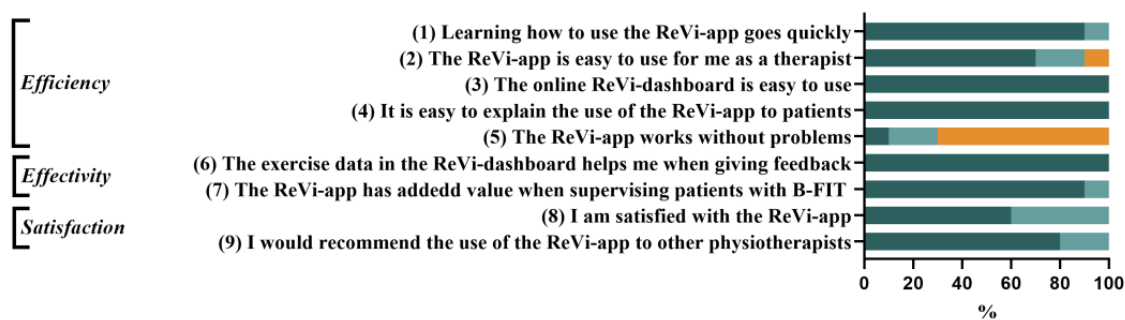 Efficiency
(1) Learning how to use the ReVi-app goes quickly
(2) The ReVi-app is easy to use for me as a therapist
(3) The online ReVi-dashboard is easy to use
(4) It is easy to explain the use of the ReVi-app to patients
(5) The ReVi-app works without problems
Effectivity
(6) The exercise data in the ReVi-dashboard helps me when giving feedback
(7) The ReVi-app has addedd value when supervising patients with B-FIT
Satisfaction
(8) I am satisfied with the ReVi-app
(9) I would recommend the use of the ReVi-app to other physiotherapists
0 20 40 60 80 100
%